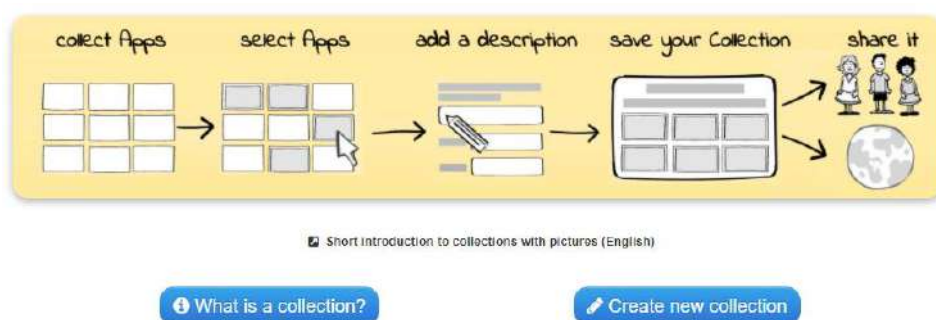 collect Apps
select Apps
add a description
save your Collection
share it
Short introduction to collections with pictures (English)
What is a collection?
Create new collection